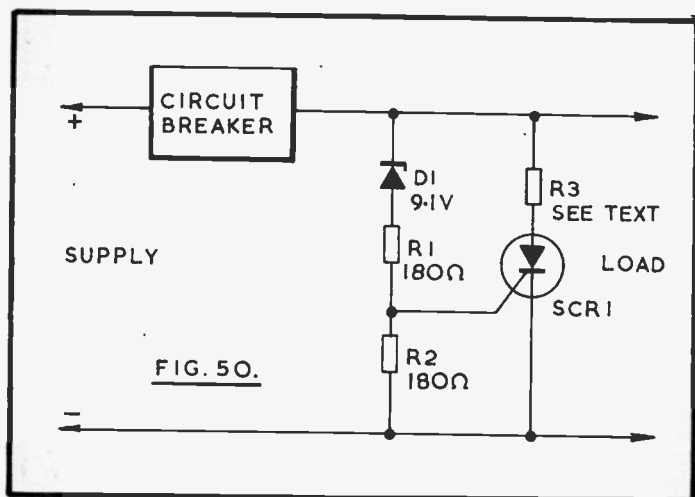 CIRCUIT
BREAKER
+
D1
9·1V
R3
SEE TEXT
SUPPLY
R1
180Ω
LOAD
SCR1
R2
180Ω
FIG. 50.
−